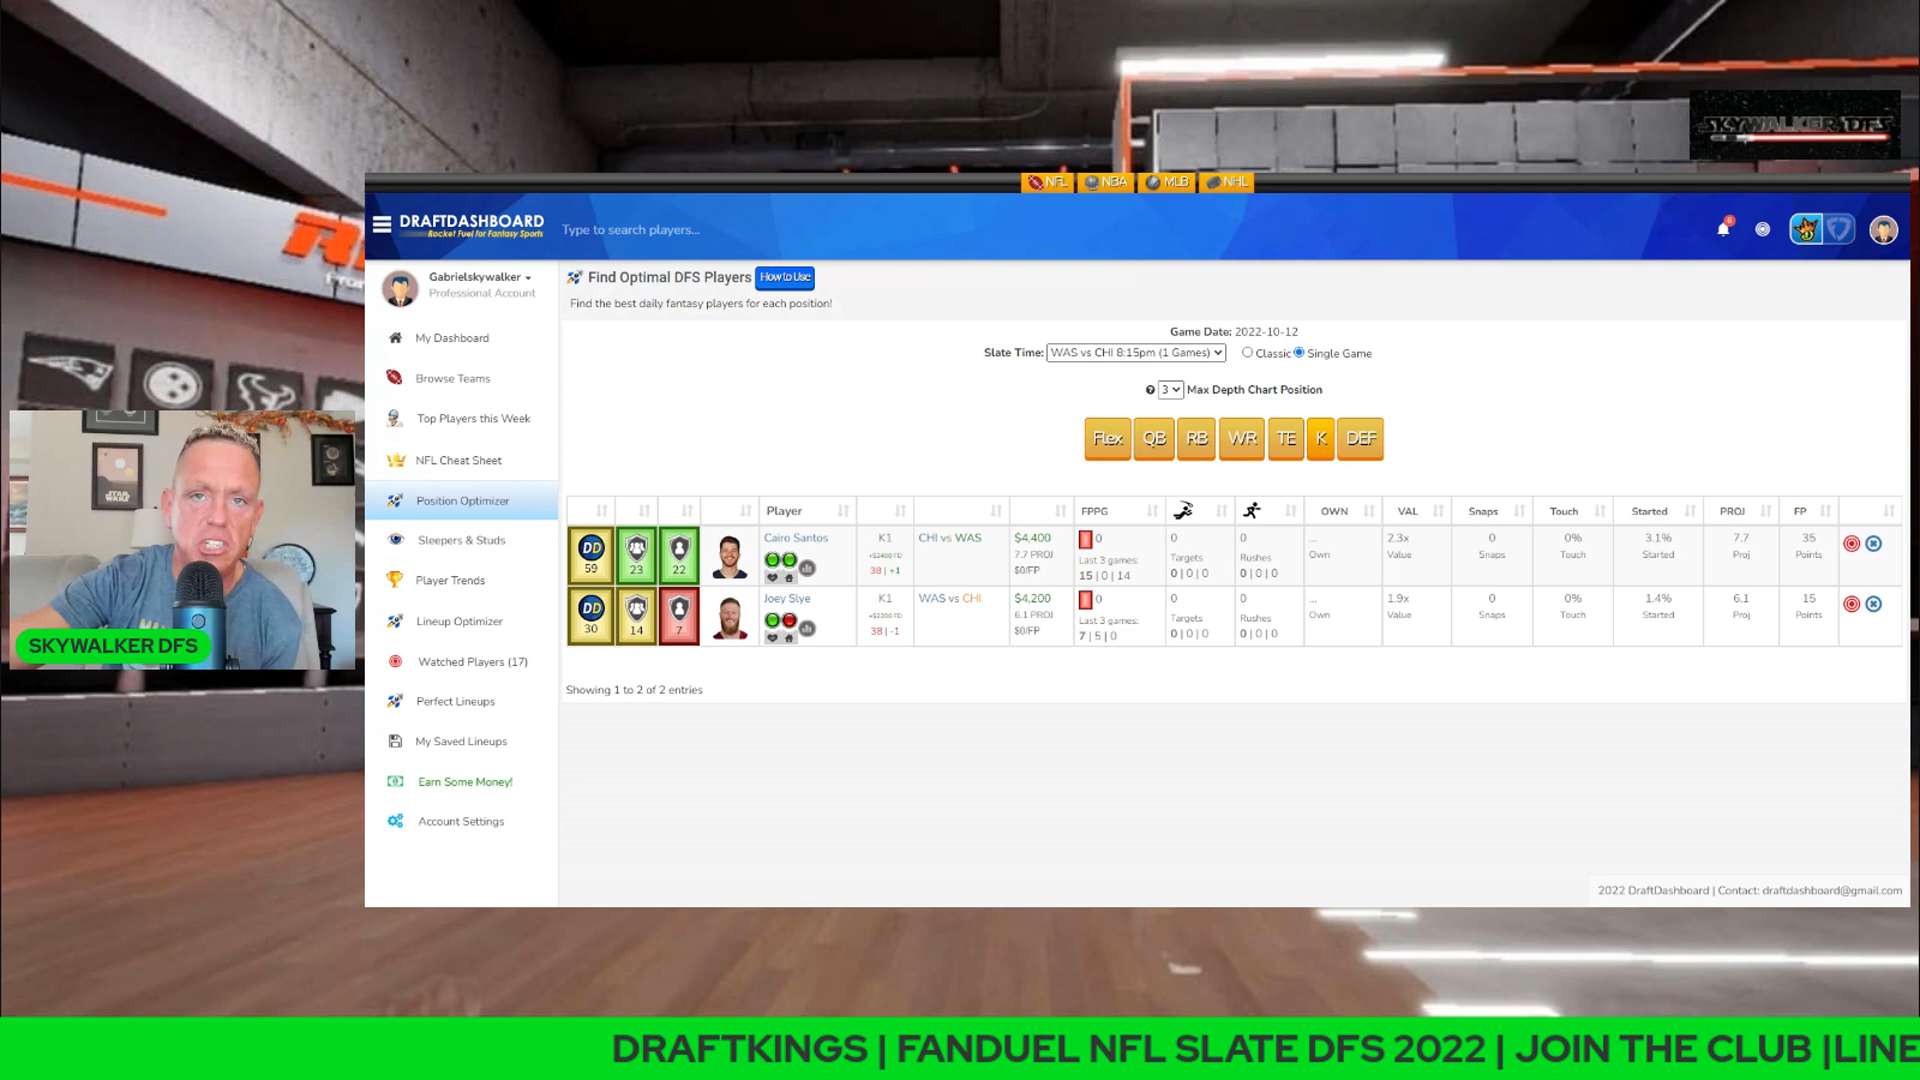 SKYWALKER DFS
NFL NBA MLB NHL
DRAFTDASHBOARD
Rocket Fuel for Fantasy Sports
Type to search players...
6
Gabrielskywalker
Professional Account
My Dashboard
Browse Teams
Top Players this Week
NFL Cheat Sheet
Position Optimizer
Sleepers & Studs
Player Trends
Lineup Optimizer
Watched Players (17)
Perfect Lineups
My Saved Lineups
Earn Some Money!
Account Settings
Find Optimal DFS Players How to Use
Find the best daily fantasy players for each position!
Game Date: 2022-10-12
Slate Time: WAS vs CHI 8:15pm (1 Games) Classic Single Game
3 Max Depth Chart Position
Flex QB RB WR TE K DEF
Player FPPG OWN VAL Snaps Touch Started PROJ FP
DD Cairo Santos K1 CHI vs WAS $4,400 0 0 0 ... 2.3x 0 0% 3.1% 7.7 35
+$2400 FD 7.7 PROJ Last 3 games: Targets Rushes Own Value Snaps Touch Started Proj Points
59 23 22 38 | +1 $0/FP 15 | 0 | 14 0 | 0 | 0 0 | 0 | 0
DD Joey Slye K1 WAS vs CHI $4,200 0 0 0 ... 1.9x 0 0% 1.4% 6.1 15
+$2200 FD 6.1 PROJ Last 3 games: Targets Rushes Own Value Snaps Touch Started Proj Points
30 14 7 38 | -1 $0/FP 7 | 5 | 0 0 | 0 | 0 0 | 0 | 0
Showing 1 to 2 of 2 entries
2022 DraftDashboard | Contact: draftdashboard@gmail.com
STAR WARS
SKYWALKER DFS
DRAFTKINGS | FANDUEL NFL SLATE DFS 2022 | JOIN THE CLUB |LINE